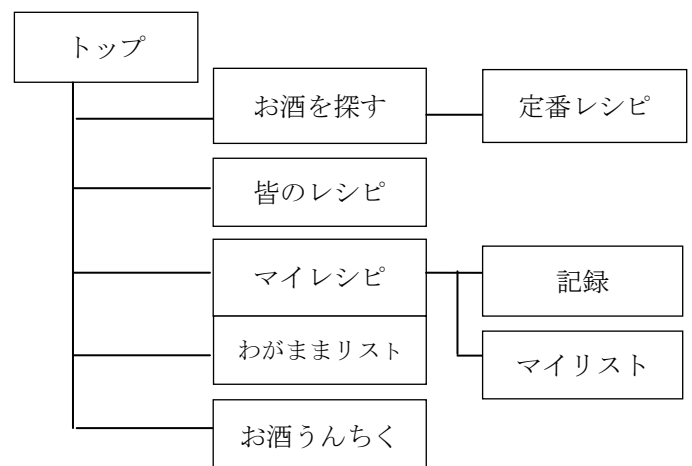 トップ
お酒を探す
定番レシピ
皆のレシピ
マイレシピ
記録
わがままリスト
マイリスト
お酒うんちく